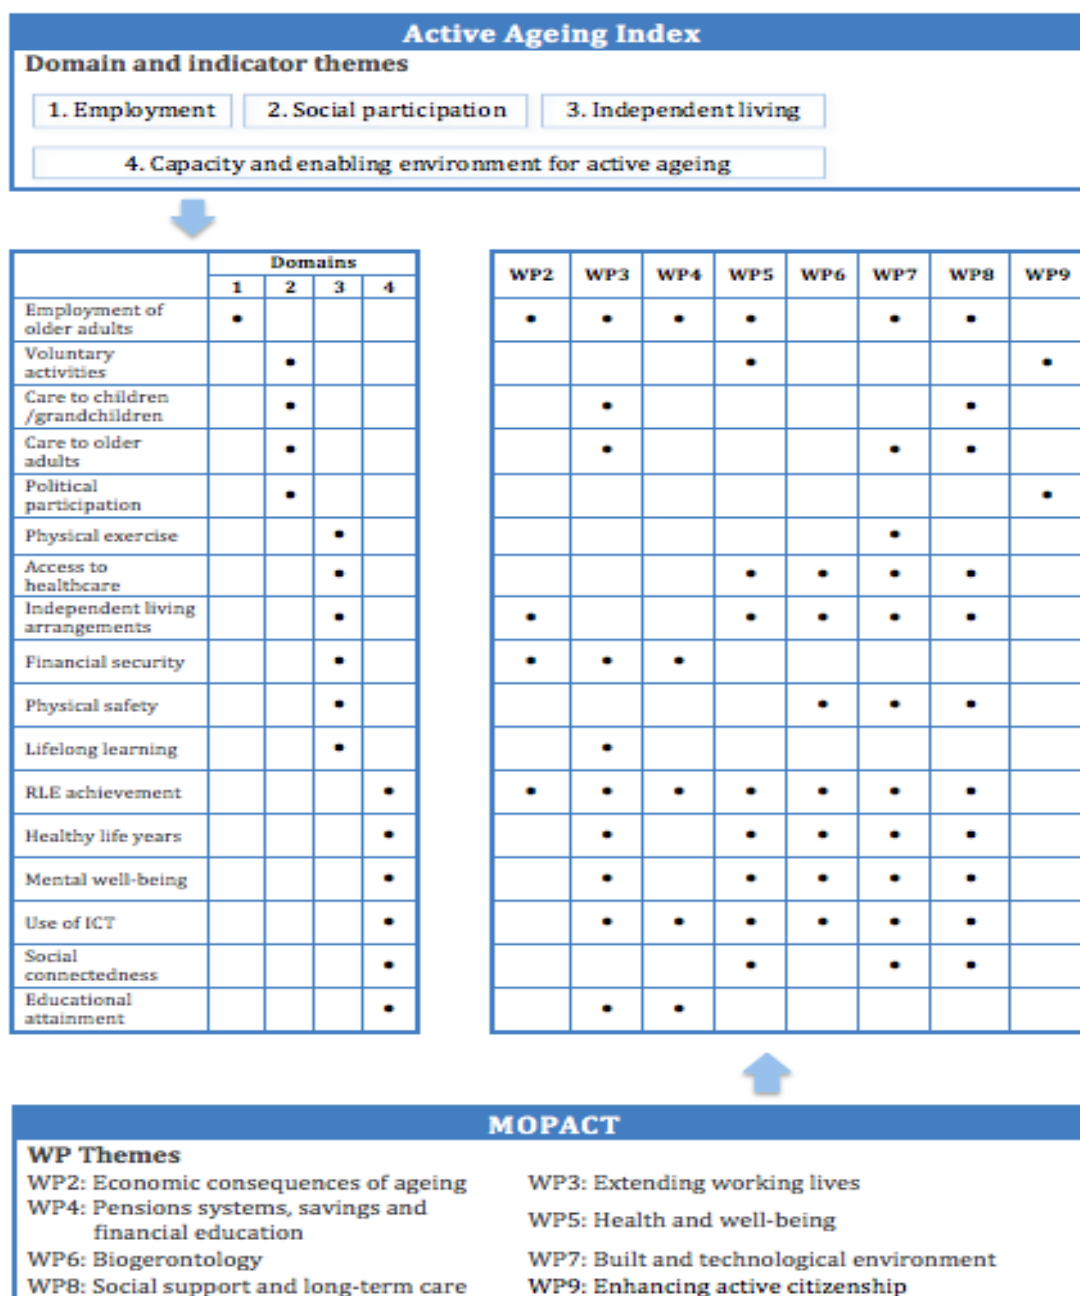 Active Ageing Index
Domain and indicator themes
1. Employment
2. Social participation
3. Independent living
4. Capacity and enabling environment for active ageing
Domains
1 2 3 4
WP2 WP3 WP4 WP5 WP6 WP7 WP8 WP9
Employment of
older adults
• • • • • • •
Voluntary
activities
• • •
Care to children
/grandchildren
• • •
Care to older
adults
• • • •
Political
participation
• •
Physical exercise
• •
Access to
healthcare
• • • • •
Independent living
arrangements
• • • • • •
Financial security
• • • •
Physical safety
• • • •
Lifelong learning
• •
RLE achievement
• • • • • • • •
Healthy life years
• • • • • •
Mental well-being
• • • • • •
Use of ICT
• • • • • • •
Social
connectedness
• • • •
Educational
attainment
• • •
MOPACT
WP Themes
WP2: Economic consequences of ageing
WP3: Extending working lives
WP4: Pensions systems, savings and
financial education
WP5: Health and well-being
WP6: Biogerontology
WP7: Built and technological environment
WP8: Social support and long-term care
WP9: Enhancing active citizenship